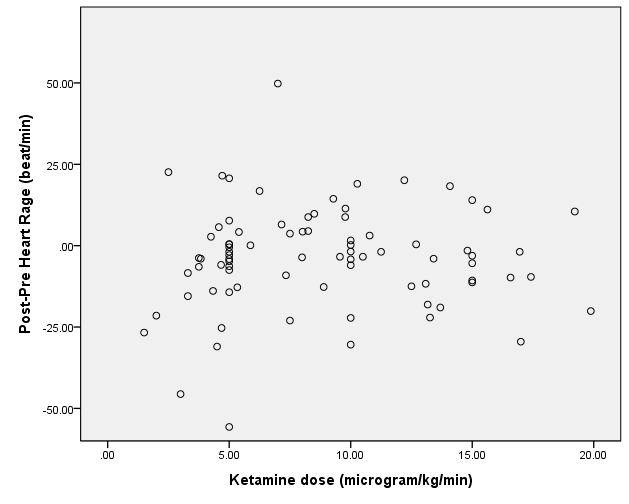 Post-Pre Heart Rage (beat/min)
50.00
25.00
.00
-25.00
-50.00
.00 5.00 10.00 15.00 20.00
Ketamine dose (microgram/kg/min)